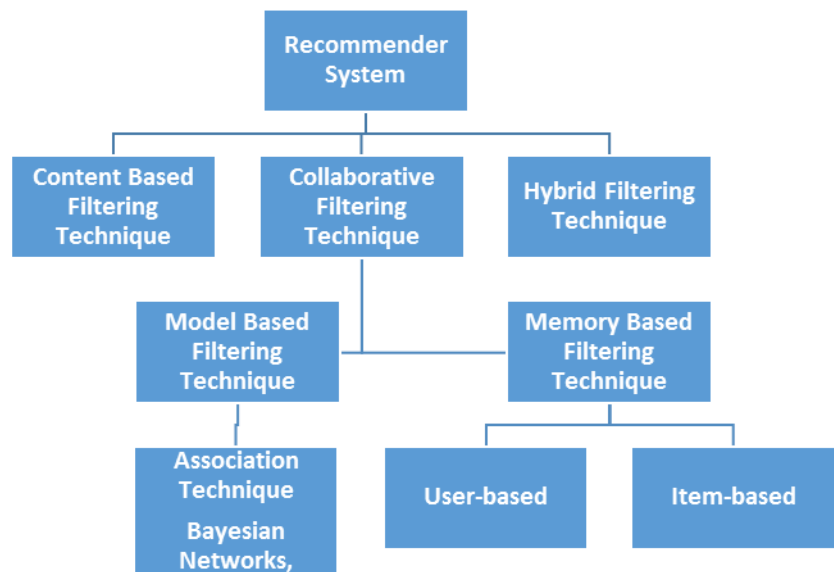 Recommender
System
Content Based
Filtering
Technique
Collaborative
Filtering
Technique
Hybrid Filtering
Technique
Model Based
Filtering
Technique
Memory Based
Filtering
Technique
Association
Technique
Bayesian
Networks,
User-based
Item-based